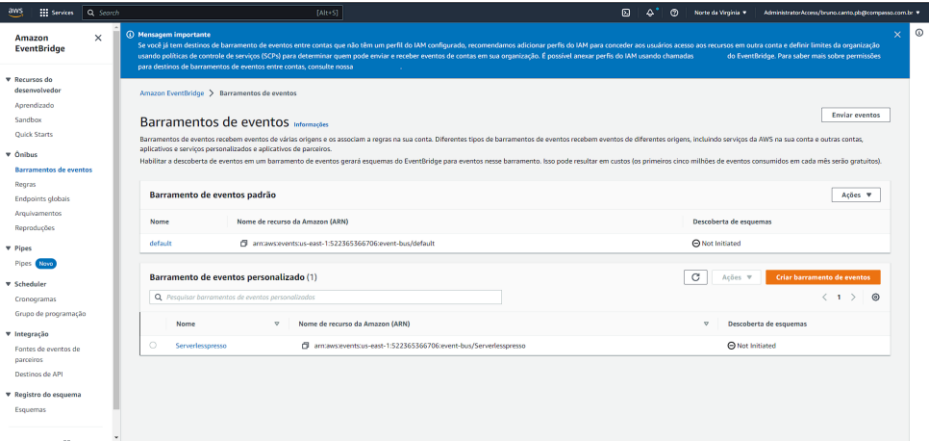 aws
Services
Search
[Alt+S]
Norte da Virgínia ▼
AdministratorAccess/bruno.canto.pb@compasso.com.br ▼
Amazon EventBridge
Mensagem importante
Se você já tem destinos de barramento de eventos entre contas que não têm um perfil do IAM configurado, recomendamos adicionar perfis do IAM para conceder aos usuários acesso aos recursos em outra conta e definir limites da organização
usando políticas de controle de serviços (SCPs) para determinar quem pode enviar e receber eventos de contas em sua organização. É possível anexar perfis do IAM usando chamadas do EventBridge. Para saber mais sobre permissões
para destinos de barramentos de eventos entre contas, consulte nossa .
Recursos do desenvolvedor
Aprendizado
Sandbox
Quick Starts
Ônibus
Barramentos de eventos
Regras
Endpoints globais
Arquivamentos
Reproduções
Pipes
Pipes Novo
Scheduler
Cronogramas
Grupo de programação
Integração
Fontes de eventos de parceiros
Destinos de API
Registro do esquema
Esquemas
Amazon EventBridge > Barramentos de eventos
Barramentos de eventos Informações
Enviar eventos
Barramentos de eventos recebem eventos de várias origens e os associam a regras na sua conta. Diferentes tipos de barramentos de eventos recebem eventos de diferentes origens, incluindo serviços da AWS na sua conta e outras contas,
aplicativos e serviços personalizados e aplicativos de parceiros.
Habilitar a descoberta de eventos em um barramento de eventos gerará esquemas do EventBridge para eventos nesse barramento. Isso pode resultar em custos (os primeiros cinco milhões de eventos consumidos em cada mês serão gratuitos).
Barramento de eventos padrão
Ações ▼
Nome
Nome de recurso da Amazon (ARN)
Descoberta de esquemas
default
arn:aws:events:us-east-1:522365366706:event-bus/default
Not Initiated
Barramento de eventos personalizado (1)
Ações ▼
Criar barramento de eventos
Pesquisar barramentos de eventos personalizados
< 1 >
Nome
Nome de recurso da Amazon (ARN)
Descoberta de esquemas
Serverlesspresso
arn:aws:events:us-east-1:522365366706:event-bus/Serverlesspresso
Not Initiated